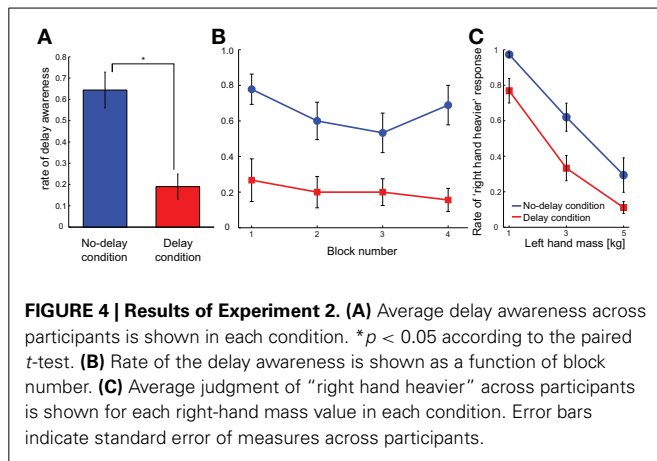 A
rate of delay awareness
0.8
0.7
0.6
0.5
0.4
0.3
0.2
0.1
0
*
No-delay
condition
Delay
condition
B
1.0
0.8
0.6
0.4
0.2
0
1
2
3
4
Block number
C
Rate of 'right hand heavier' response
1
0.8
0.6
0.4
0.2
0
No-delay condition
Delay condition
1
3
5
Left hand mass [kg]
FIGURE 4 | Results of Experiment 2. (A) Average delay awareness across
participants is shown in each condition. *p < 0.05 according to the paired
t-test. (B) Rate of the delay awareness is shown as a function of block
number. (C) Average judgment of “right hand heavier” across participants
is shown for each right-hand mass value in each condition. Error bars
indicate standard error of measures across participants.